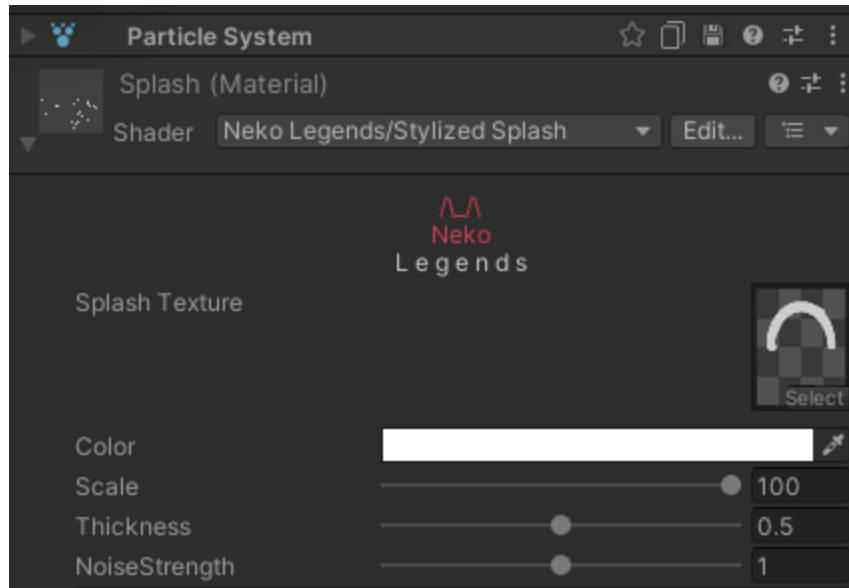 Particle System
Splash (Material)
Shader Neko Legends/Stylized Splash Edit...
/\_/\
Neko
Legends
Splash Texture
Select
Color
Scale 100
Thickness 0.5
NoiseStrength 1